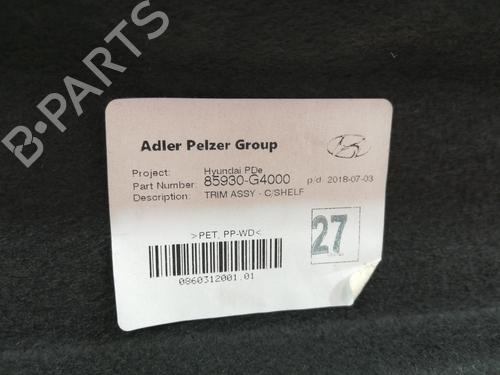 B-PARTS
Adler Pelzer Group
Project: Hyundai PDe
Part Number: 85930-G4000 p/d. 2018-07-03
Description: TRIM ASSY - C/SHELF
>PET, PP-WD<
27
0860312001.01